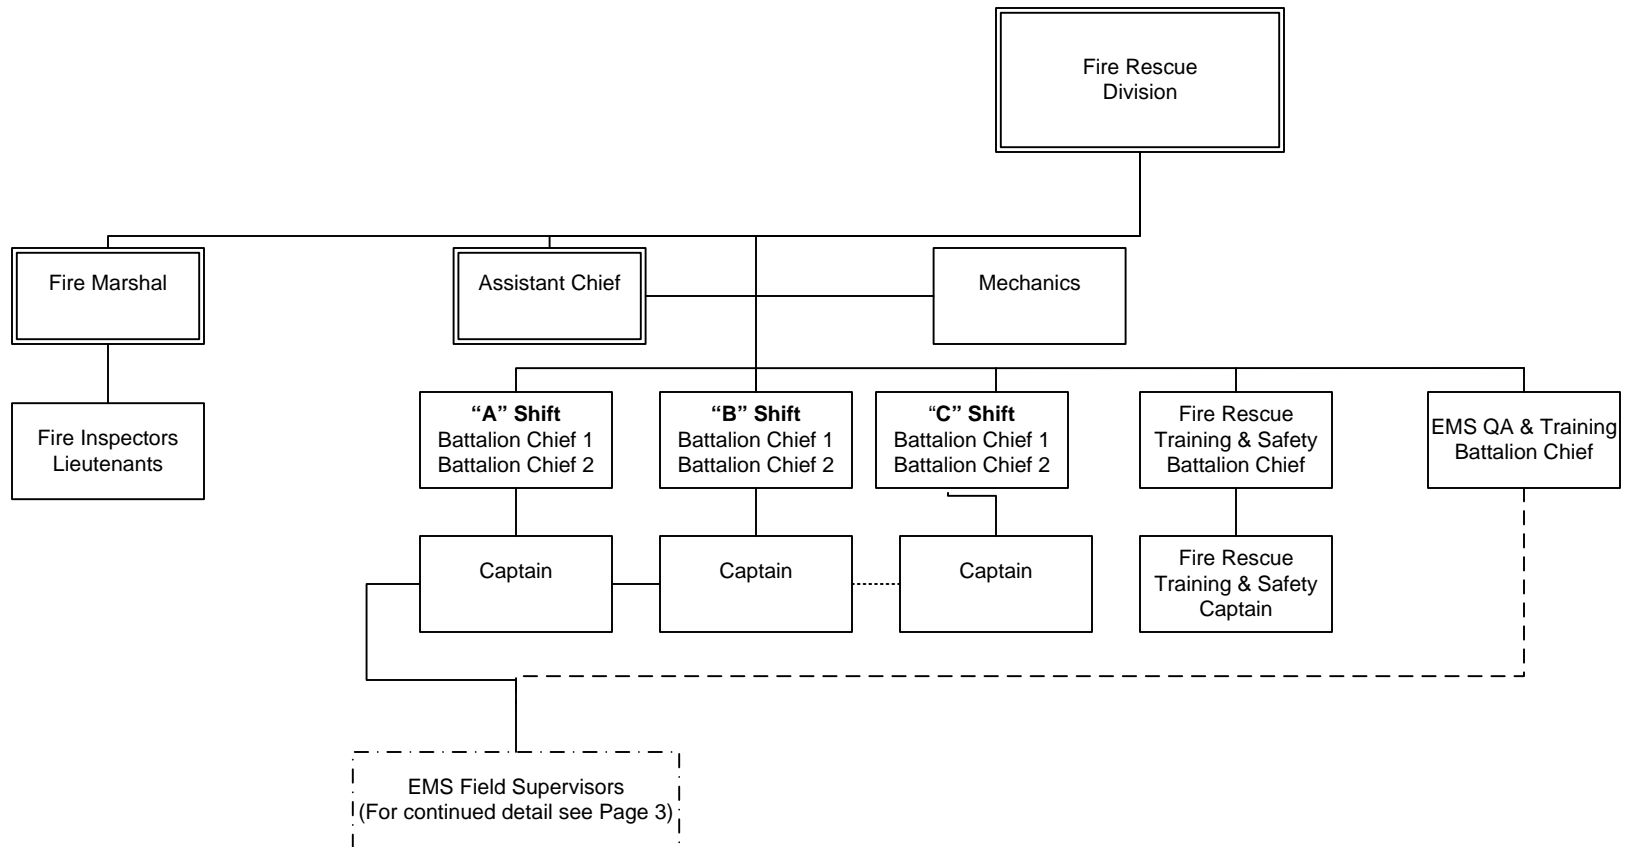 Fire Rescue
Division
Fire Marshal
Assistant Chief
Mechanics
Fire Inspectors
Lieutenants
“A” Shift
Battalion Chief 1
Battalion Chief 2
“B” Shift
Battalion Chief 1
Battalion Chief 2
“C” Shift
Battalion Chief 1
Battalion Chief 2
Fire Rescue
Training & Safety
Battalion Chief
EMS QA & Training
Battalion Chief
Captain
Captain
Captain
Fire Rescue
Training & Safety
Captain
EMS Field Supervisors
(For continued detail see Page 3)